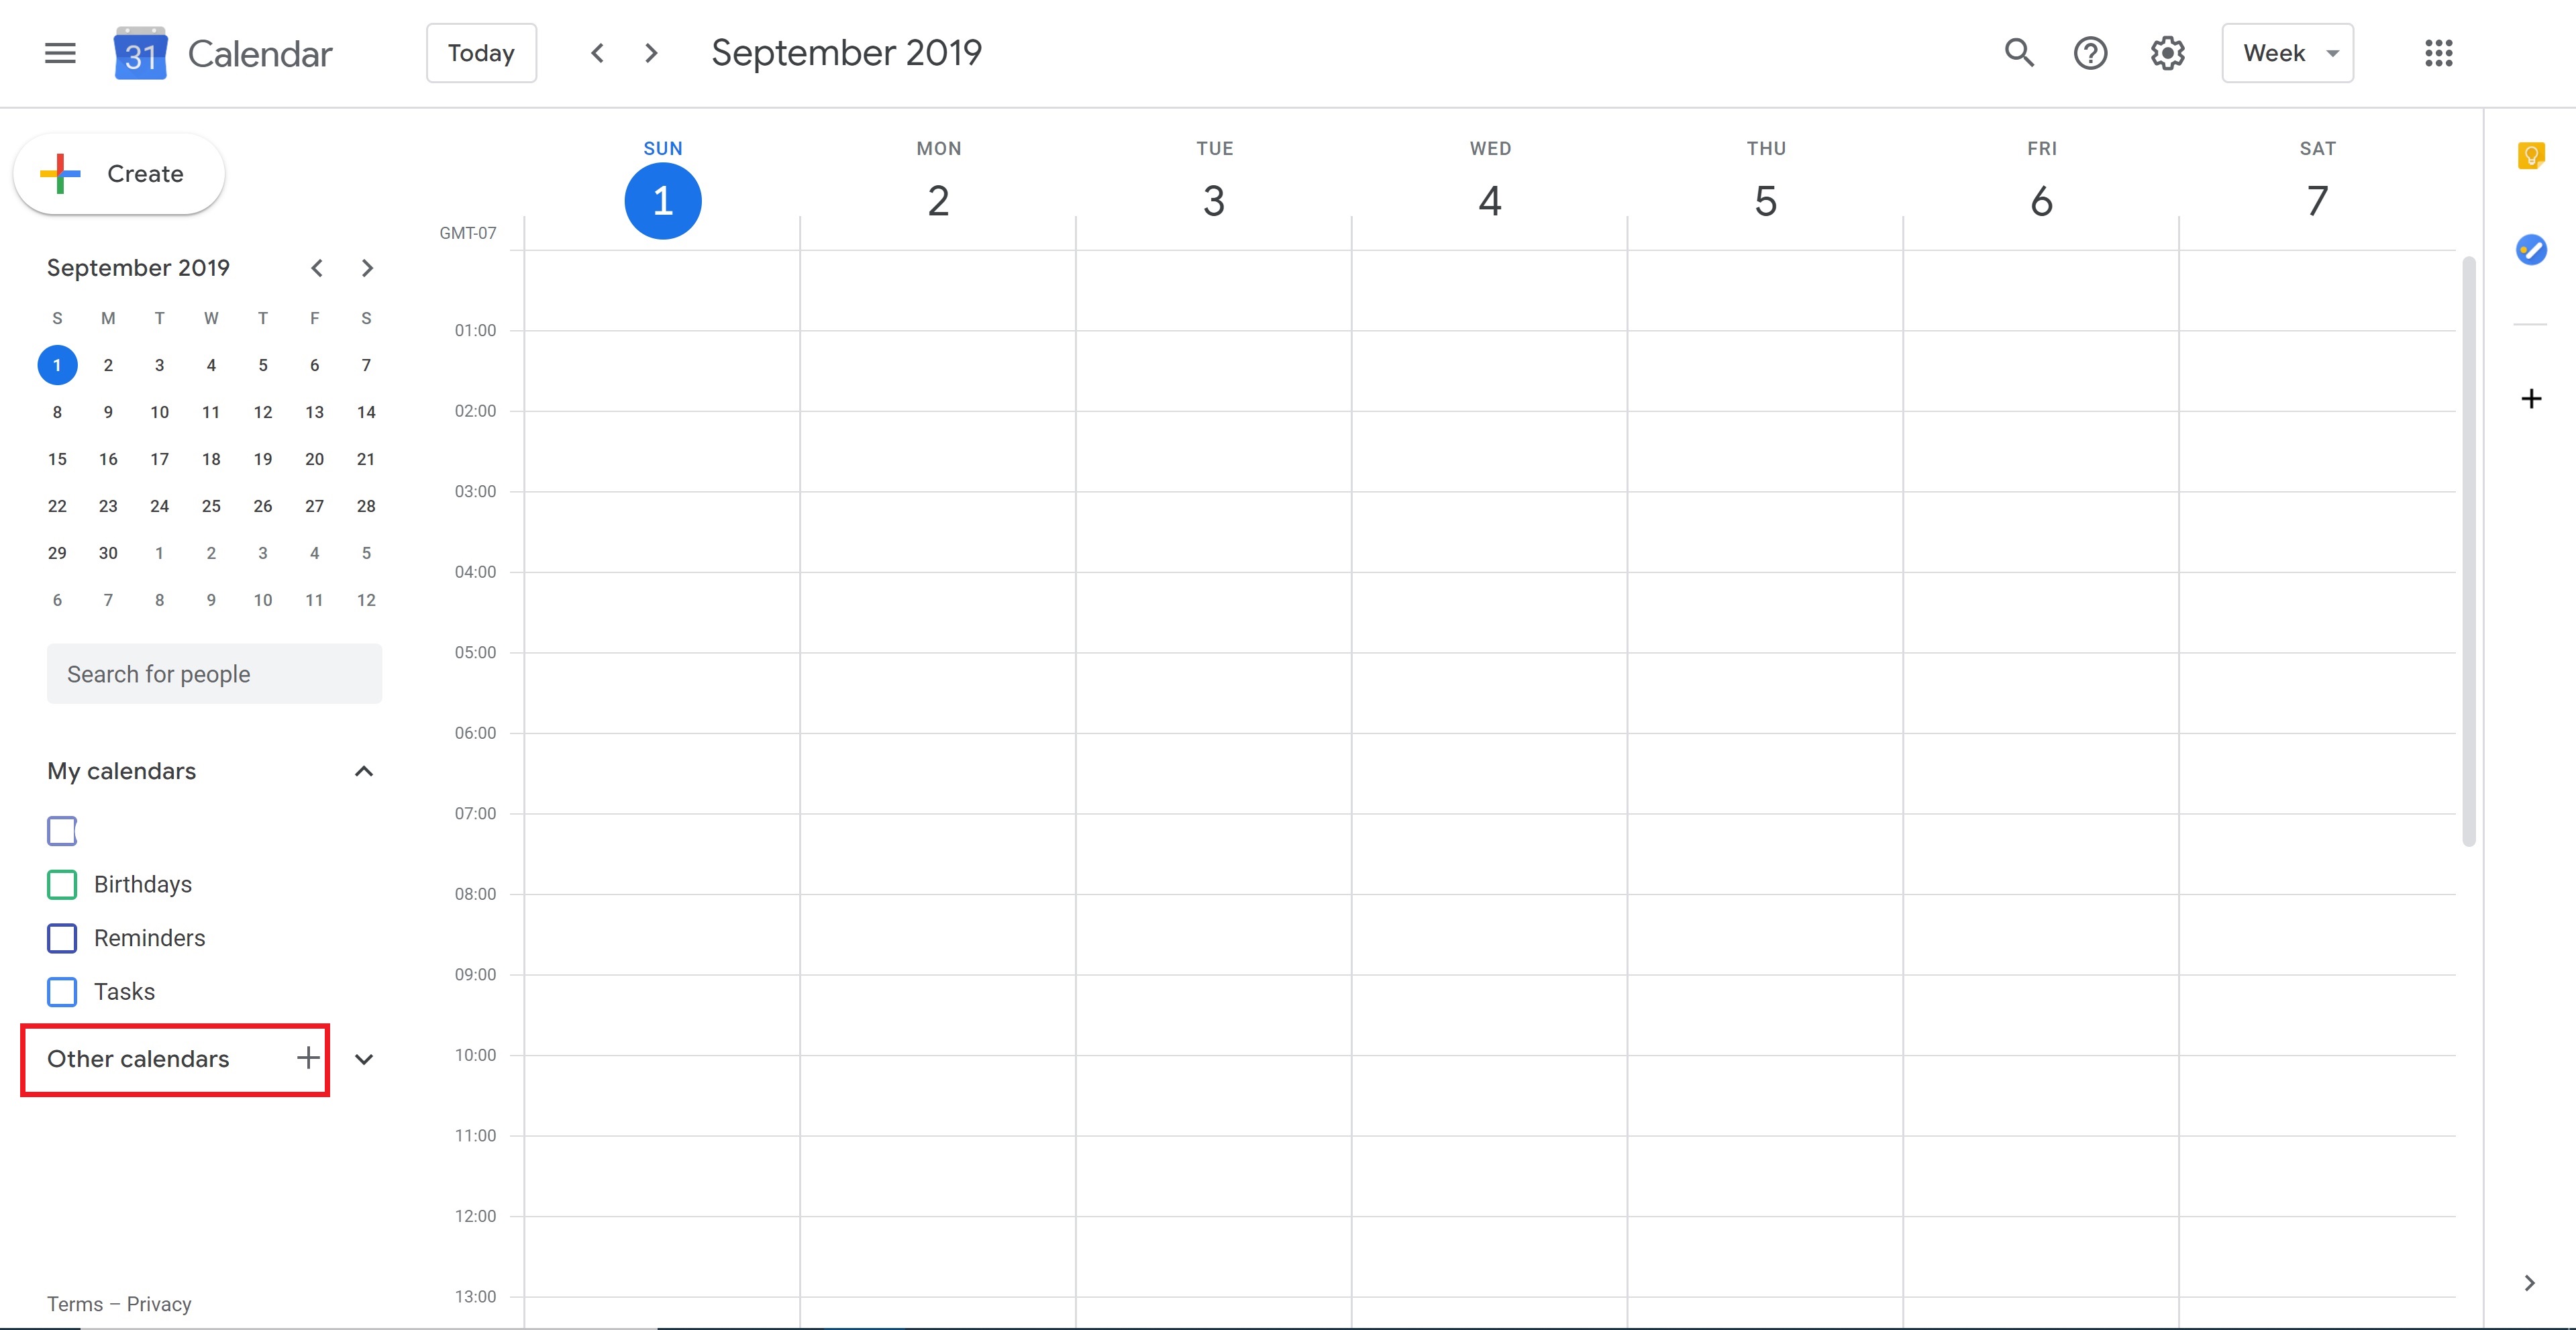 31 Calendar Today September 2019 Week
Create
September 2019
S M T W T F S
1 2 3 4 5 6 7
8 9 10 11 12 13 14
15 16 17 18 19 20 21
22 23 24 25 26 27 28
29 30 1 2 3 4 5
6 7 8 9 10 11 12
Search for people
My calendars
Birthdays
Reminders
Tasks
Other calendars
Terms – Privacy
SUN MON TUE WED THU FRI SAT
1 2 3 4 5 6 7
GMT-07
01:00
02:00
03:00
04:00
05:00
06:00
07:00
08:00
09:00
10:00
11:00
12:00
13:00